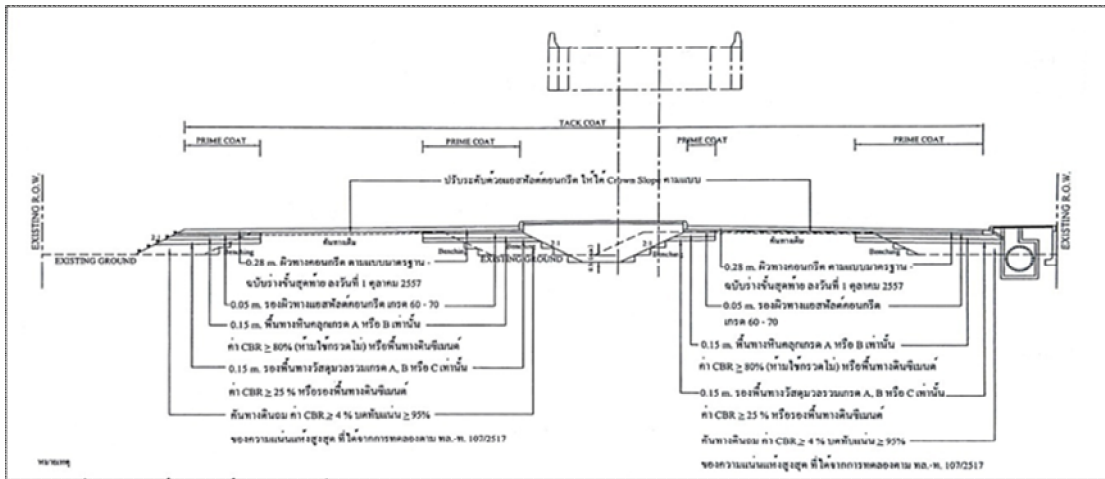 TACK COAT
PRIME COAT
PRIME COAT
PRIME COAT
PRIME COAT
ปรับระดับด้วยแอสฟัลต์คอนกรีต ให้ได้ Crown Slope ตามแบบ
EXISTING R.O.W.
EXISTING R.O.W.
EXISTING R.O.W.
2:1
Benching
คันทางเดิม
Benching
Benching
2:1
EXISTING GROUND
EXISTING GROUND
2:1
Benching
คันทางเดิม
Benching
0.28 m. ผิวทางคอนกรีต ตามแบบมาตรฐาน -
ฉบับร่างขั้นสุดท้าย ลงวันที่ 1 ตุลาคม 2557
0.05 m. รองผิวทางแอสฟัลต์คอนกรีต เกรด 60 - 70
0.15 m. พื้นทางหินคลุกเกรด A หรือ B เท่านั้น
ค่า CBR ≥ 80% (ห้ามใช้กรวดโม่) หรือพื้นทางดินซีเมนต์
0.15 m. รองพื้นทางวัสดุมวลรวมเกรด A, B หรือ C เท่านั้น
ค่า CBR ≥ 25 % หรือรองพื้นทางดินซีเมนต์
คันทางดินถม ค่า CBR ≥ 4 % บดทับแน่น ≥ 95%
ของความแน่นแห้งสูงสุด ที่ได้จากการทดลองตาม ทล.-ท. 107/2517
0.28 m. ผิวทางคอนกรีต ตามแบบมาตรฐาน -
ฉบับร่างขั้นสุดท้าย ลงวันที่ 1 ตุลาคม 2557
0.05 m. รองผิวทางแอสฟัลต์คอนกรีต
เกรด 60 - 70
0.15 m. พื้นทางหินคลุกเกรด A หรือ B เท่านั้น
ค่า CBR ≥ 80% (ห้ามใช้กรวดโม่) หรือพื้นทางดินซีเมนต์
0.15 m. รองพื้นทางวัสดุมวลรวมเกรด A, B หรือ C เท่านั้น
ค่า CBR ≥ 25 % หรือรองพื้นทางดินซีเมนต์
คันทางดินถม ค่า CBR ≥ 4 % บดทับแน่น ≥ 95%
ของความแน่นแห้งสูงสุด ที่ได้จากการทดลองตาม ทล.-ท. 107/2517
หมายเหตุ